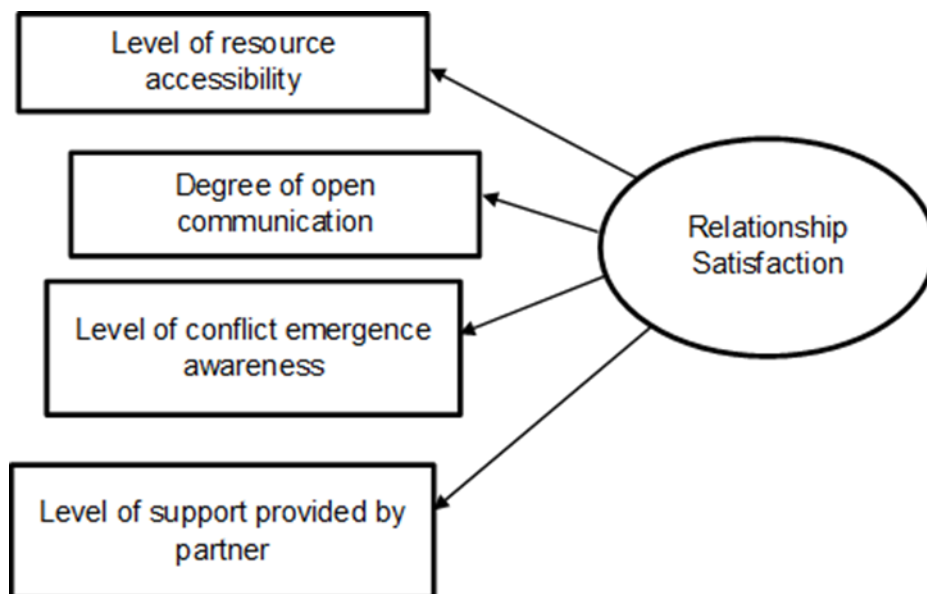 Level of resource
accessibility
Degree of open
communication
Relationship
Satisfaction
Level of conflict emergence
awareness
Level of support provided by
partner